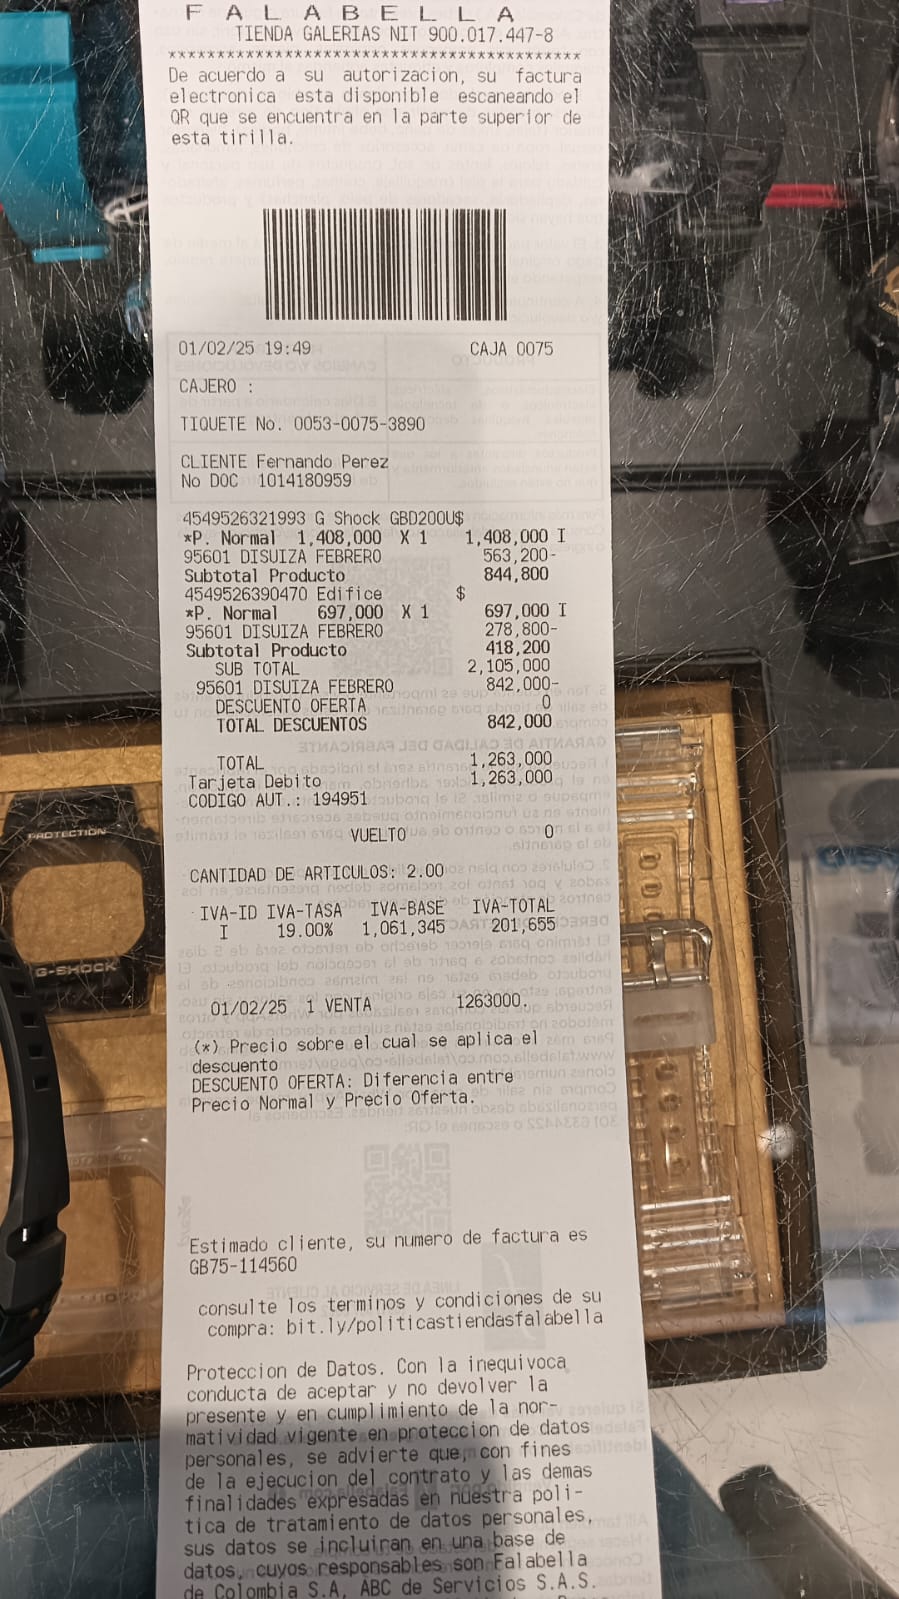 F A L A B E L L A
TIENDA GALERIAS NIT 900.017.447-8
******************************************
De acuerdo a su autorizacion, su factura
electronica esta disponible escaneando el
QR que se encuentra en la parte superior de
esta tirilla.
01/02/25 19:49 CAJA 0075
CAJERO :
TIQUETE No. 0053-0075-3890
CLIENTE Fernando Perez
No DOC 1014180959
4549526321993 G Shock GBD200U$
*P. Normal 1,408,000 X 1 1,408,000 I
95601 DISUIZA FEBRERO 563,200-
Subtotal Producto 844,800
4549526390470 Edifice $
*P. Normal 697,000 X 1 697,000 I
95601 DISUIZA FEBRERO 278,800-
Subtotal Producto 418,200
SUB TOTAL 2,105,000
95601 DISUIZA FEBRERO 842,000-
DESCUENTO OFERTA 0
TOTAL DESCUENTOS 842,000
TOTAL 1,263,000
Tarjeta Debito 1,263,000
CODIGO AUT.: 194951
VUELTO 0
CANTIDAD DE ARTICULOS: 2.00
IVA-ID IVA-TASA IVA-BASE IVA-TOTAL
I 19.00% 1,061,345 201,655
01/02/25 1 VENTA 1263000.
(*) Precio sobre el cual se aplica el
descuento
DESCUENTO OFERTA: Diferencia entre
Precio Normal y Precio Oferta.
Estimado cliente, su numero de factura es
GB75-114560
consulte los terminos y condiciones de su
compra: bit.ly/politicastiendasfalabella
Proteccion de Datos. Con la inequivoca
conducta de aceptar y no devolver la
presente y en cumplimiento de la nor-
matividad vigente en proteccion de datos
personales, se advierte que, con fines
de la ejecucion del contrato y las demas
finalidades expresadas en nuestra poli-
tica de tratamiento de datos personales,
sus datos se incluiran en una base de
datos, cuyos responsables son Falabella
de Colombia S.A, ABC de Servicios S.A.S.
PROTECTION
G-SHOCK